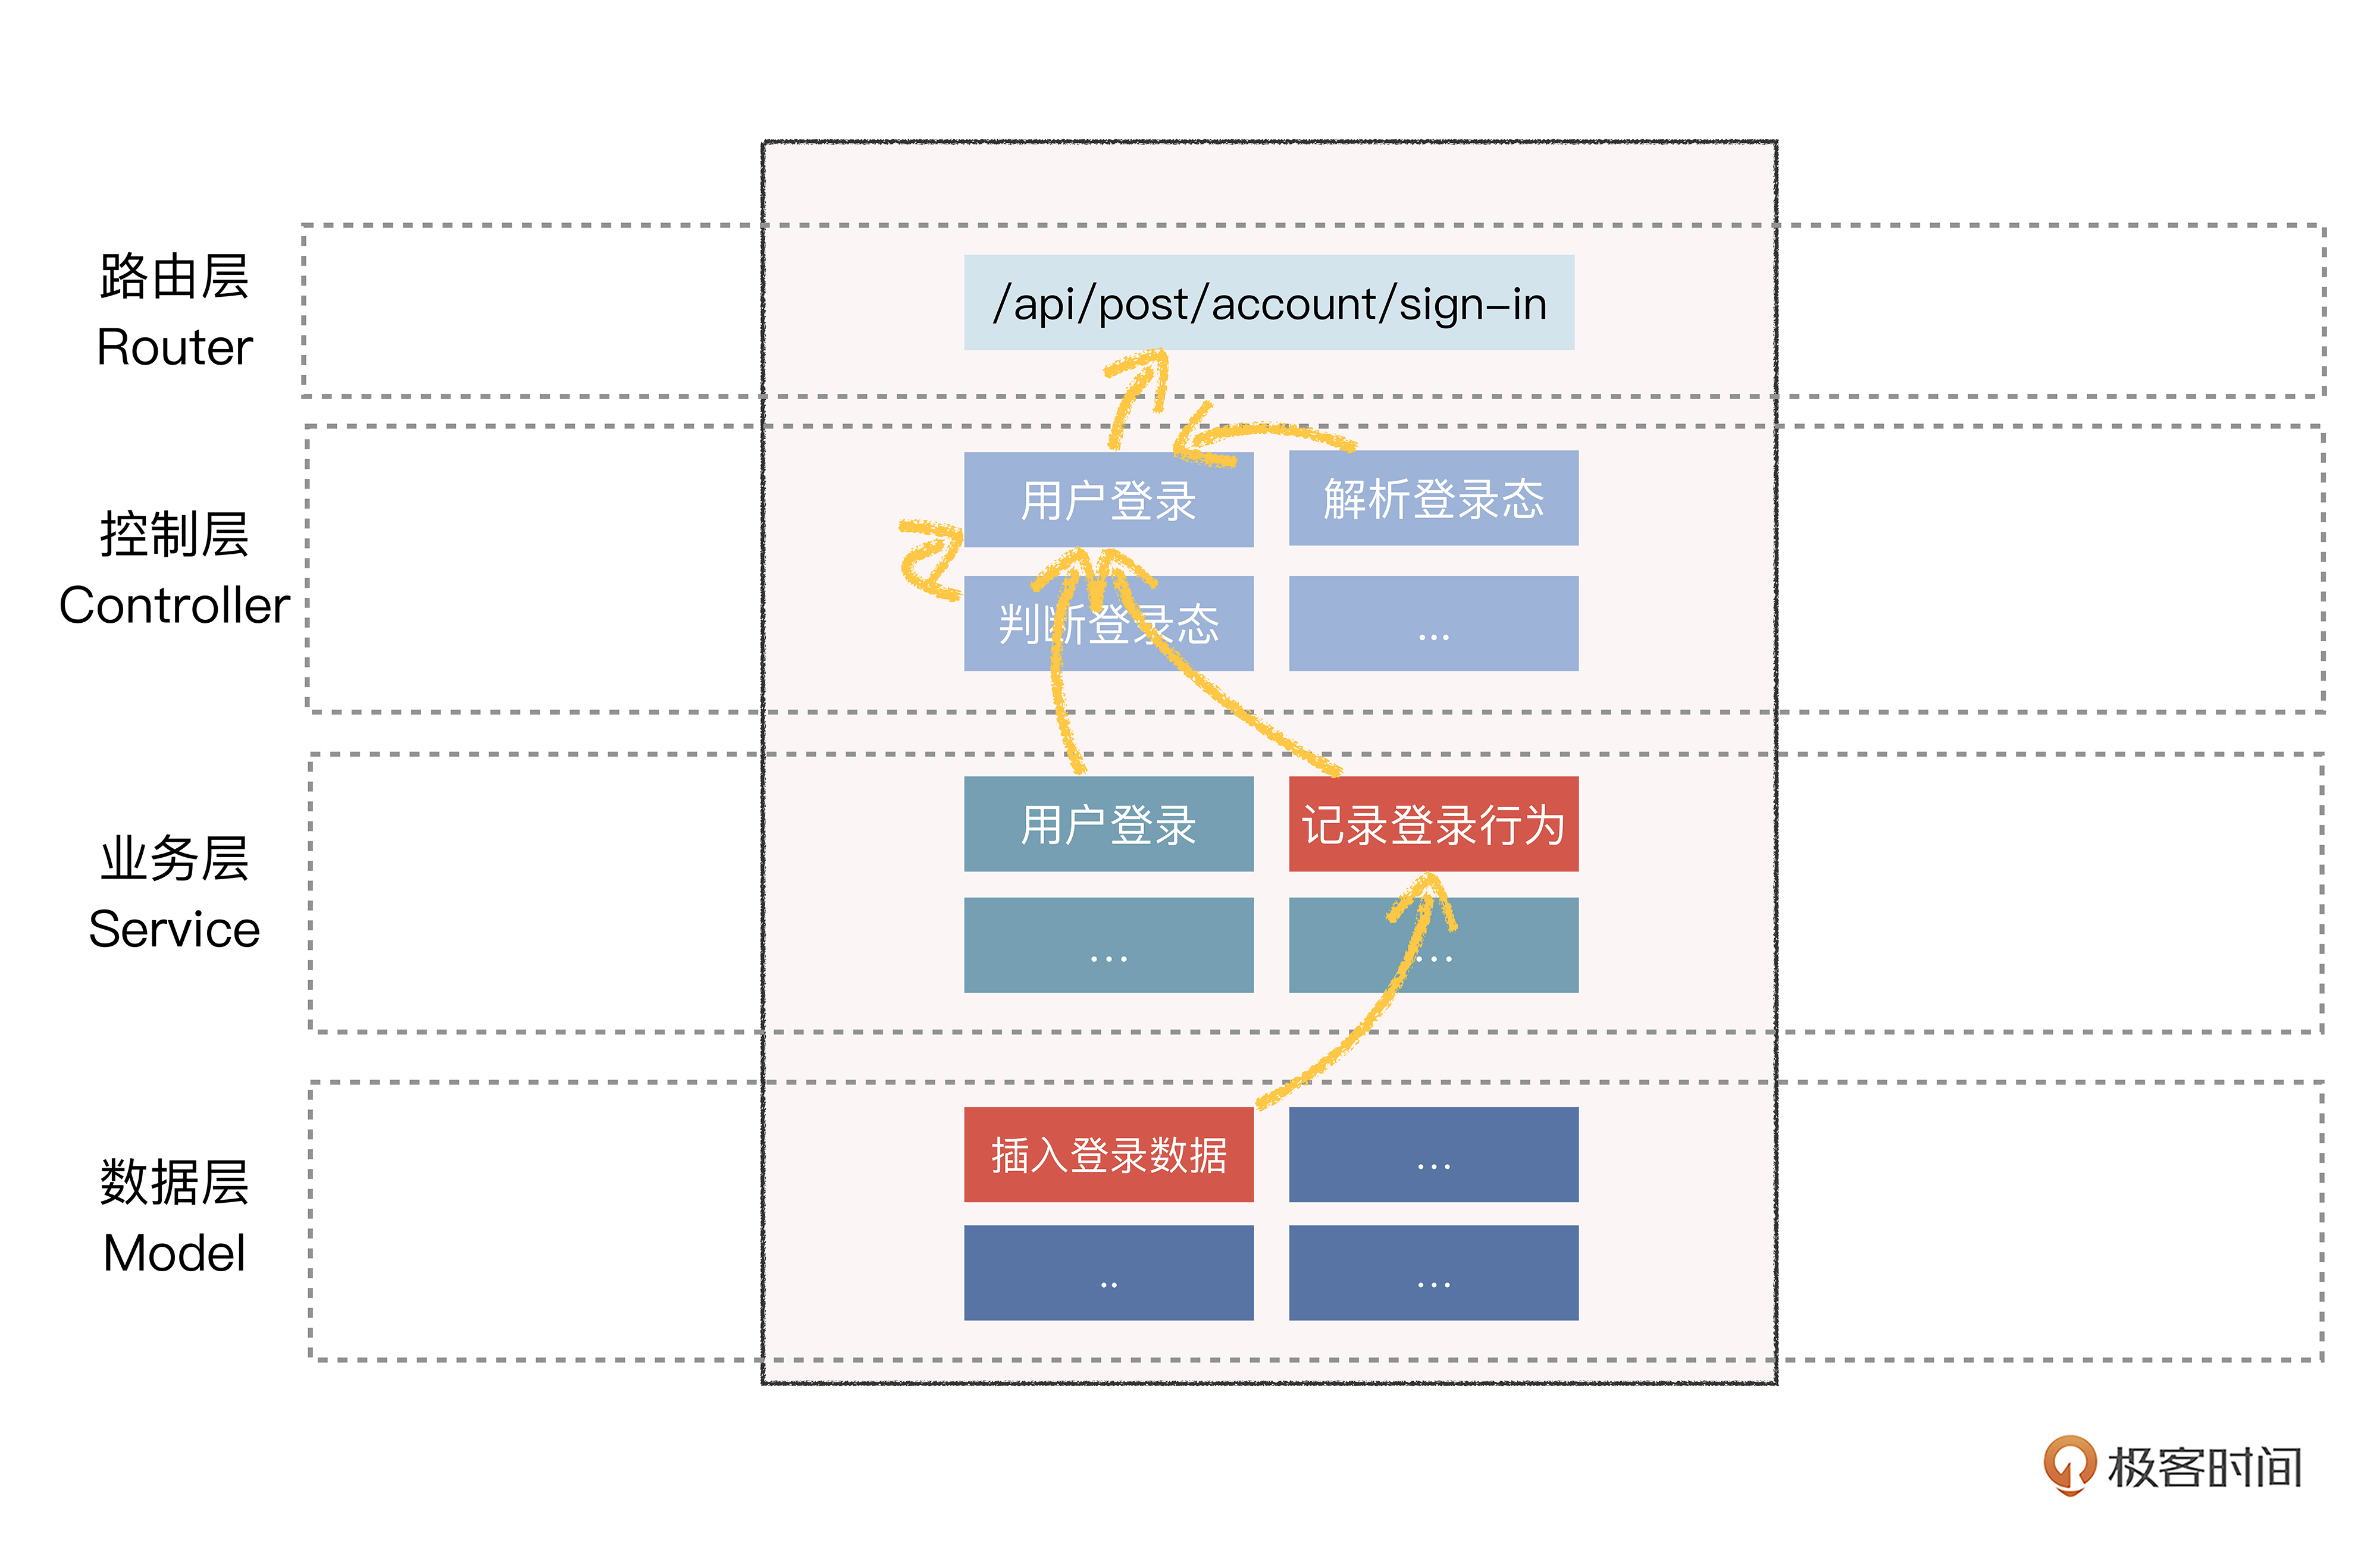 路由层
Router
/api/post/account/sign-in
控制层
Controller
用户登录
解析登录态
判断登录态
...
业务层
Service
用户登录
记录登录行为
...
...
数据层
Model
插入登录数据
...
..
...
极客时间